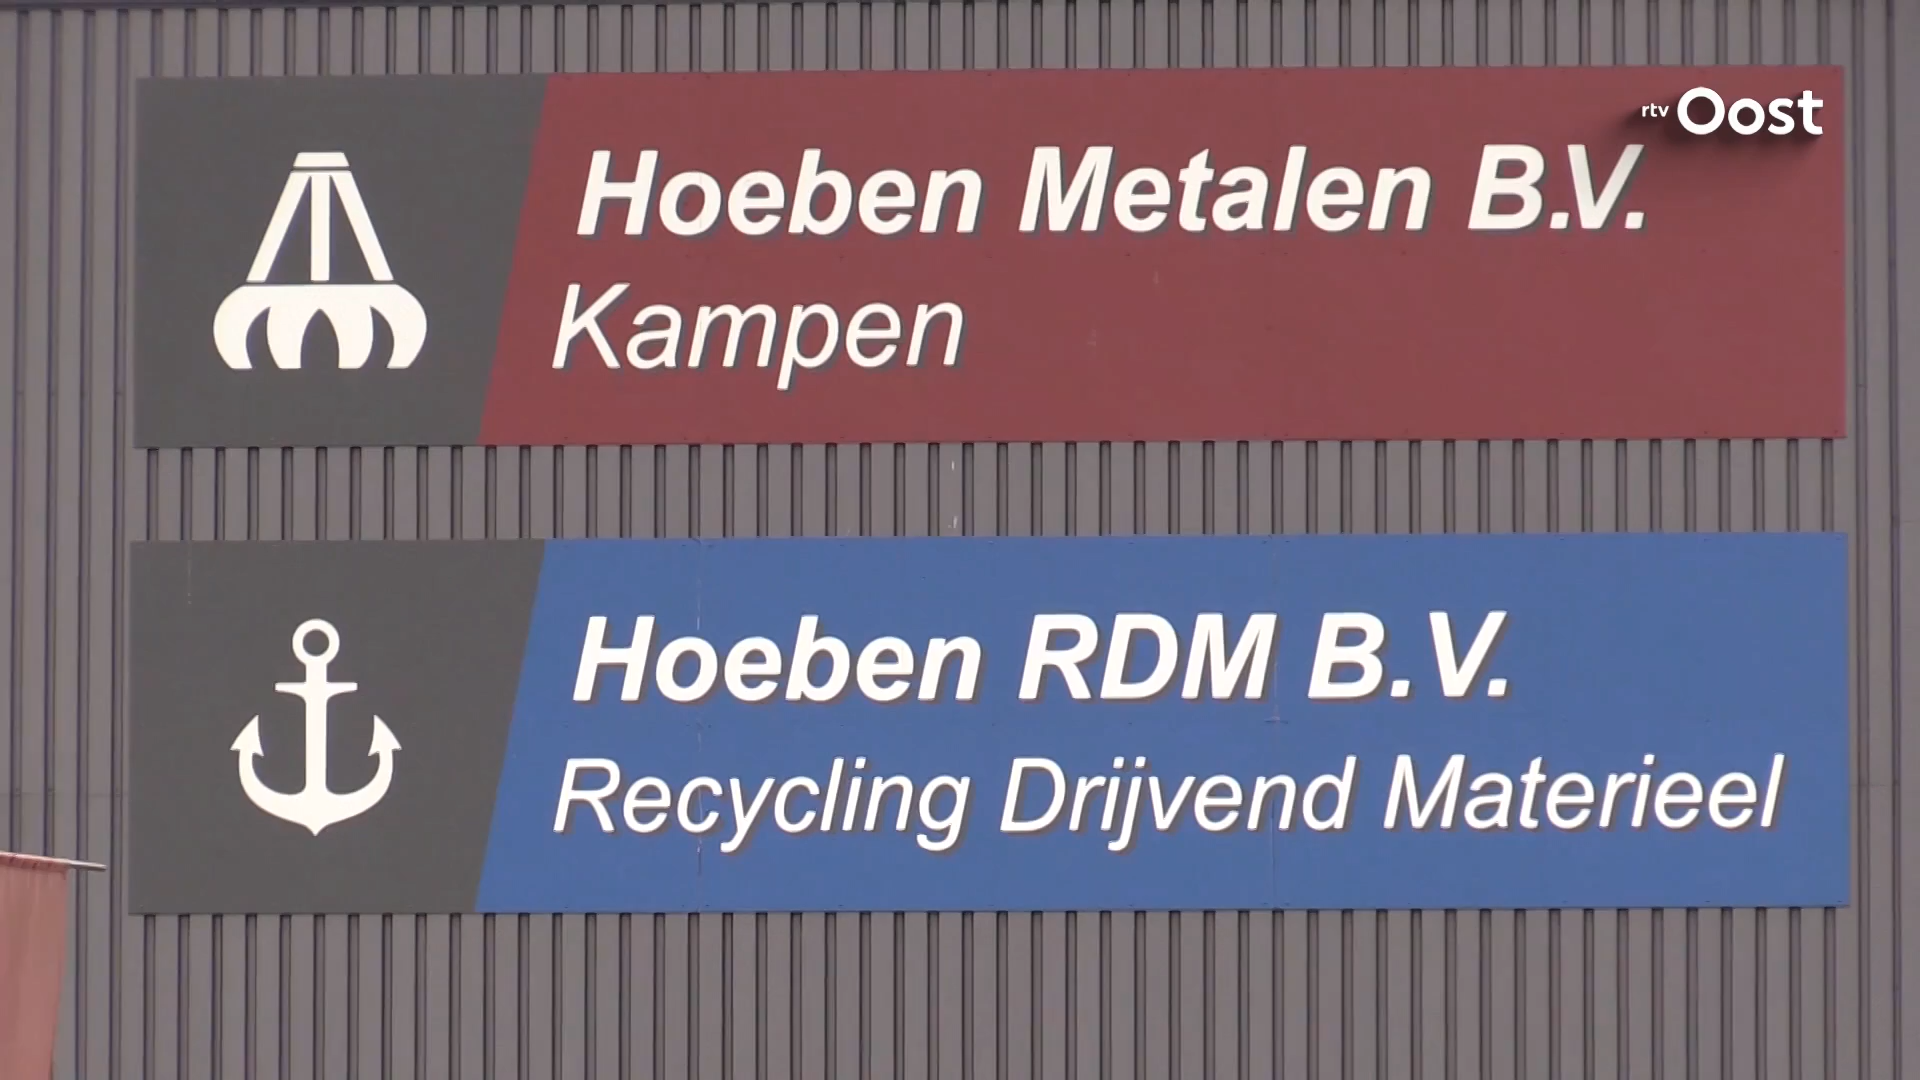 rtv Oost
Hoeben Metalen B.V.
Kampen
Hoeben RDM B.V.
Recycling Drijvend Materieel